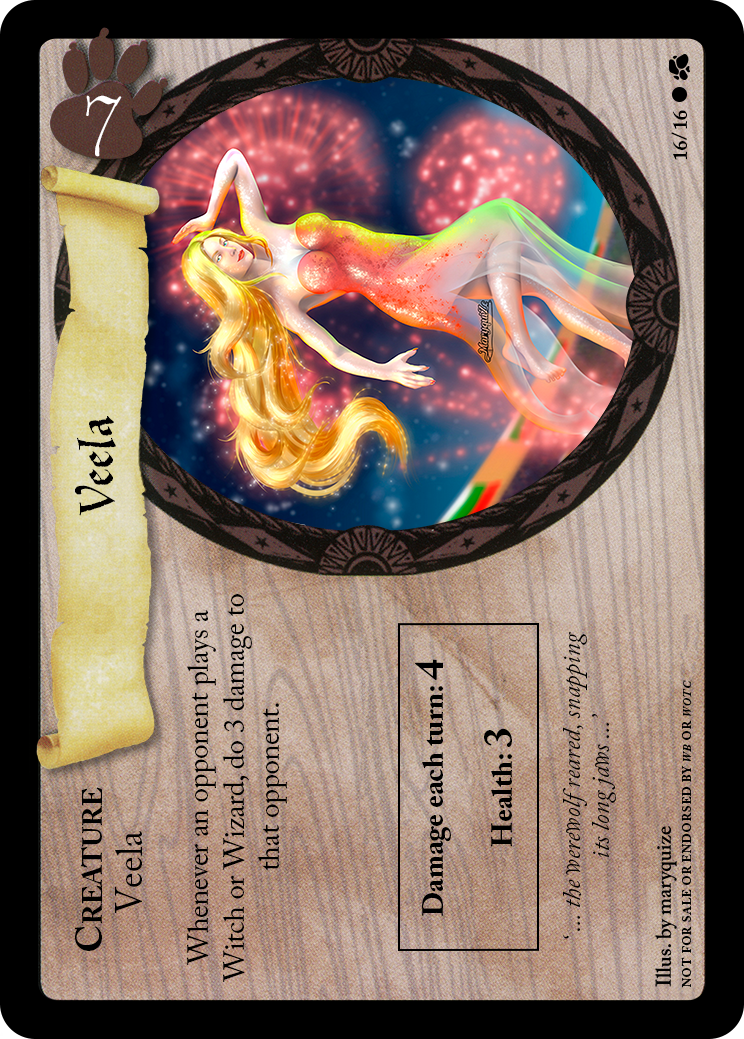 CREATURE
Veela
Veela
7
Whenever an opponent plays a
Witch or Wizard, do 3 damage to
that opponent.
Damage each turn: 4
Health: 3
‘... the werewolf reared, snapping
its long jaws ...’
Illus. by maryquize
NOT FOR SALE OR ENDORSED BY WB OR WOTC
16/16
Maryquize